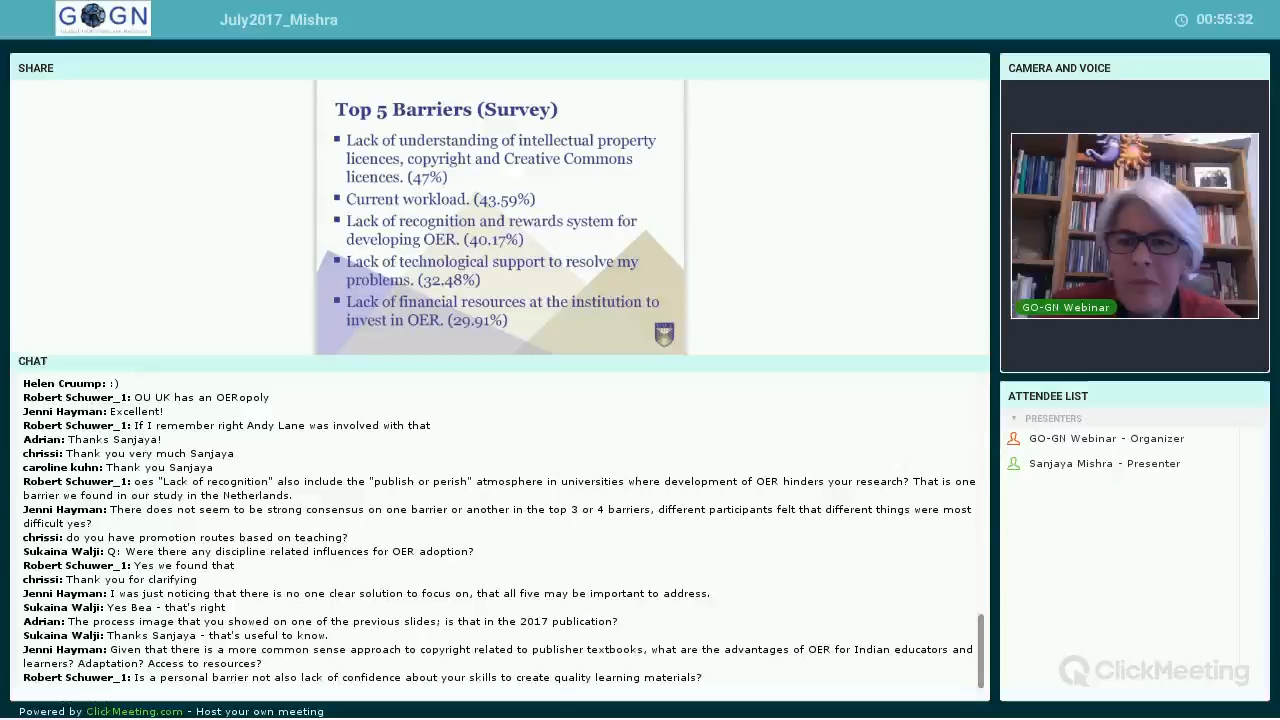 GOGN
July2017_Mishra
00:55:32
SHARE
Top 5 Barriers (Survey)
Lack of understanding of intellectual property
licences, copyright and Creative Commons
licences. (47%)
Current workload. (43.59%)
Lack of recognition and rewards system for
developing OER. (40.17%)
Lack of technological support to resolve my
problems. (32.48%)
Lack of financial resources at the institution to
invest in OER. (29.91%)
CAMERA AND VOICE
GO-GN Webinar
CHAT
Helen Cruump: :)
Robert Schuwer_1: OU UK has an OERopoly
Jenni Hayman: Excellent!
Robert Schuwer_1: If I remember right Andy Lane was involved with that
Adrian: Thanks Sanjaya!
chrissi: Thank you very much Sanjaya
caroline kuhn: Thank you Sanjaya
Robert Schuwer_1: oes "Lack of recognition" also include the "publish or perish" atmosphere in universities where development of OER hinders your research? That is one
barrier we found in our study in the Netherlands.
Jenni Hayman: There does not seem to be strong consensus on one barrier or another in the top 3 or 4 barriers, different participants felt that different things were most
difficult yes?
chrissi: do you have promotion routes based on teaching?
Sukaina Walji: Q: Were there any discipline related influences for OER adoption?
Robert Schuwer_1: Yes we found that
chrissi: Thank you for clarifying
Jenni Hayman: I was just noticing that there is no one clear solution to focus on, that all five may be important to address.
Sukaina Walji: Yes Bea - that's right
Adrian: The process image that you showed on one of the previous slides; is that in the 2017 publication?
Sukaina Walji: Thanks Sanjaya - that's useful to know.
Jenni Hayman: Given that there is a more common sense approach to copyright related to publisher textbooks, what are the advantages of OER for Indian educators and
learners? Adaptation? Access to resources?
Robert Schuwer_1: Is a personal barrier not also lack of confidence about your skills to create quality learning materials?
ATTENDEE LIST
PRESENTERS
GO-GN Webinar - Organizer
Sanjaya Mishra - Presenter
ClickMeeting
Powered by ClickMeeting.com - Host your own meeting